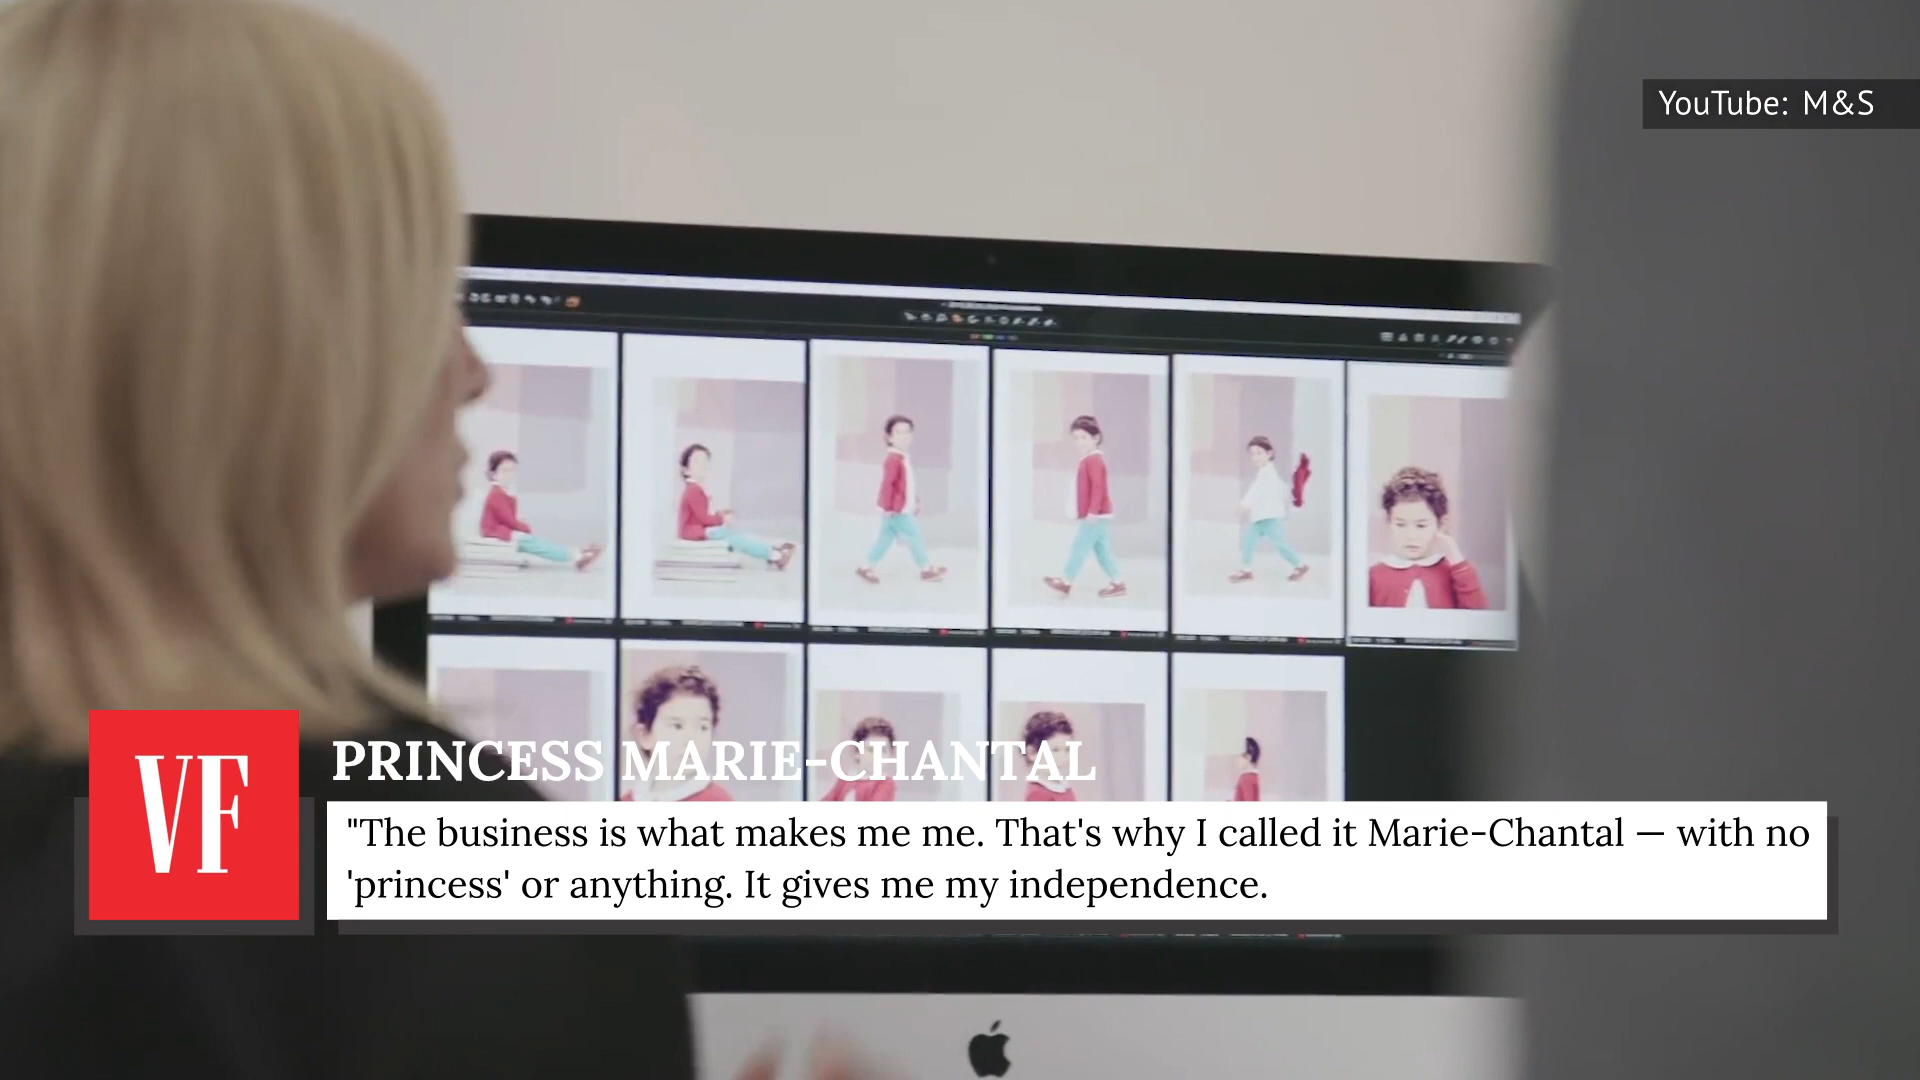 YouTube: M&S
VF
PRINCESS MARIE-CHANTAL
"The business is what makes me me. That's why I called it Marie-Chantal — with no
'princess' or anything. It gives me my independence.